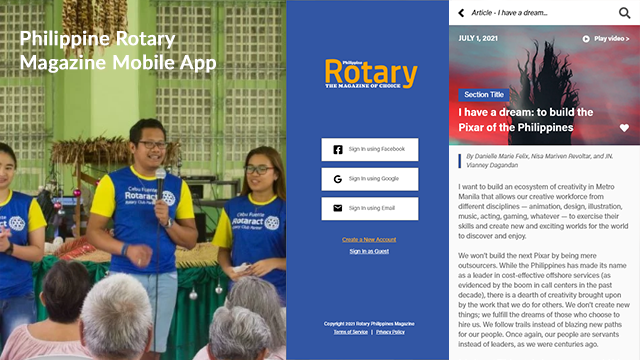 Philippine Rotary
Magazine Mobile App
Cebu Fuente
Rotaract
Rotary Club Partner
Cebu Fuente
Rotaract
Rotary Club Partner
Philippine
Rotary
THE MAGAZINE OF CHOICE
Sign In using Facebook
Sign In using Google
Sign In using Email
Create a New Account
Sign In as Guest
Copyright 2021 Rotary Philippines Magazine
Terms of Service | Privacy Policy
Article - I have a dream...
JULY 1, 2021
Play video >
Section Title
I have a dream: to build the
Pixar of the Philippines
By Danielle Marie Felix, Nisa Mariven Revoltar, and JN.
Vianney Dagandan
I want to build an ecosystem of creativity in Metro
Manila that allows our creative workforce from
different disciplines — animation, design, illustration,
music, acting, gaming, whatever — to exercise their
skills and create new and exciting worlds for the world
to discover and enjoy.
We won't build the next Pixar by being mere
outsourcers. While the Philippines has made its name
as a leader in cost-effective offshore services (as
evidenced by the boom in call centers in the past
decade), there is a dearth of creativity brought upon
by the work that we do for others. We don't create new
things; we fulfill the dreams of those who choose to
hire us. We follow trails instead of blazing new paths
for our people. Once again, our people are servants
instead of leaders, as we were centuries ago.